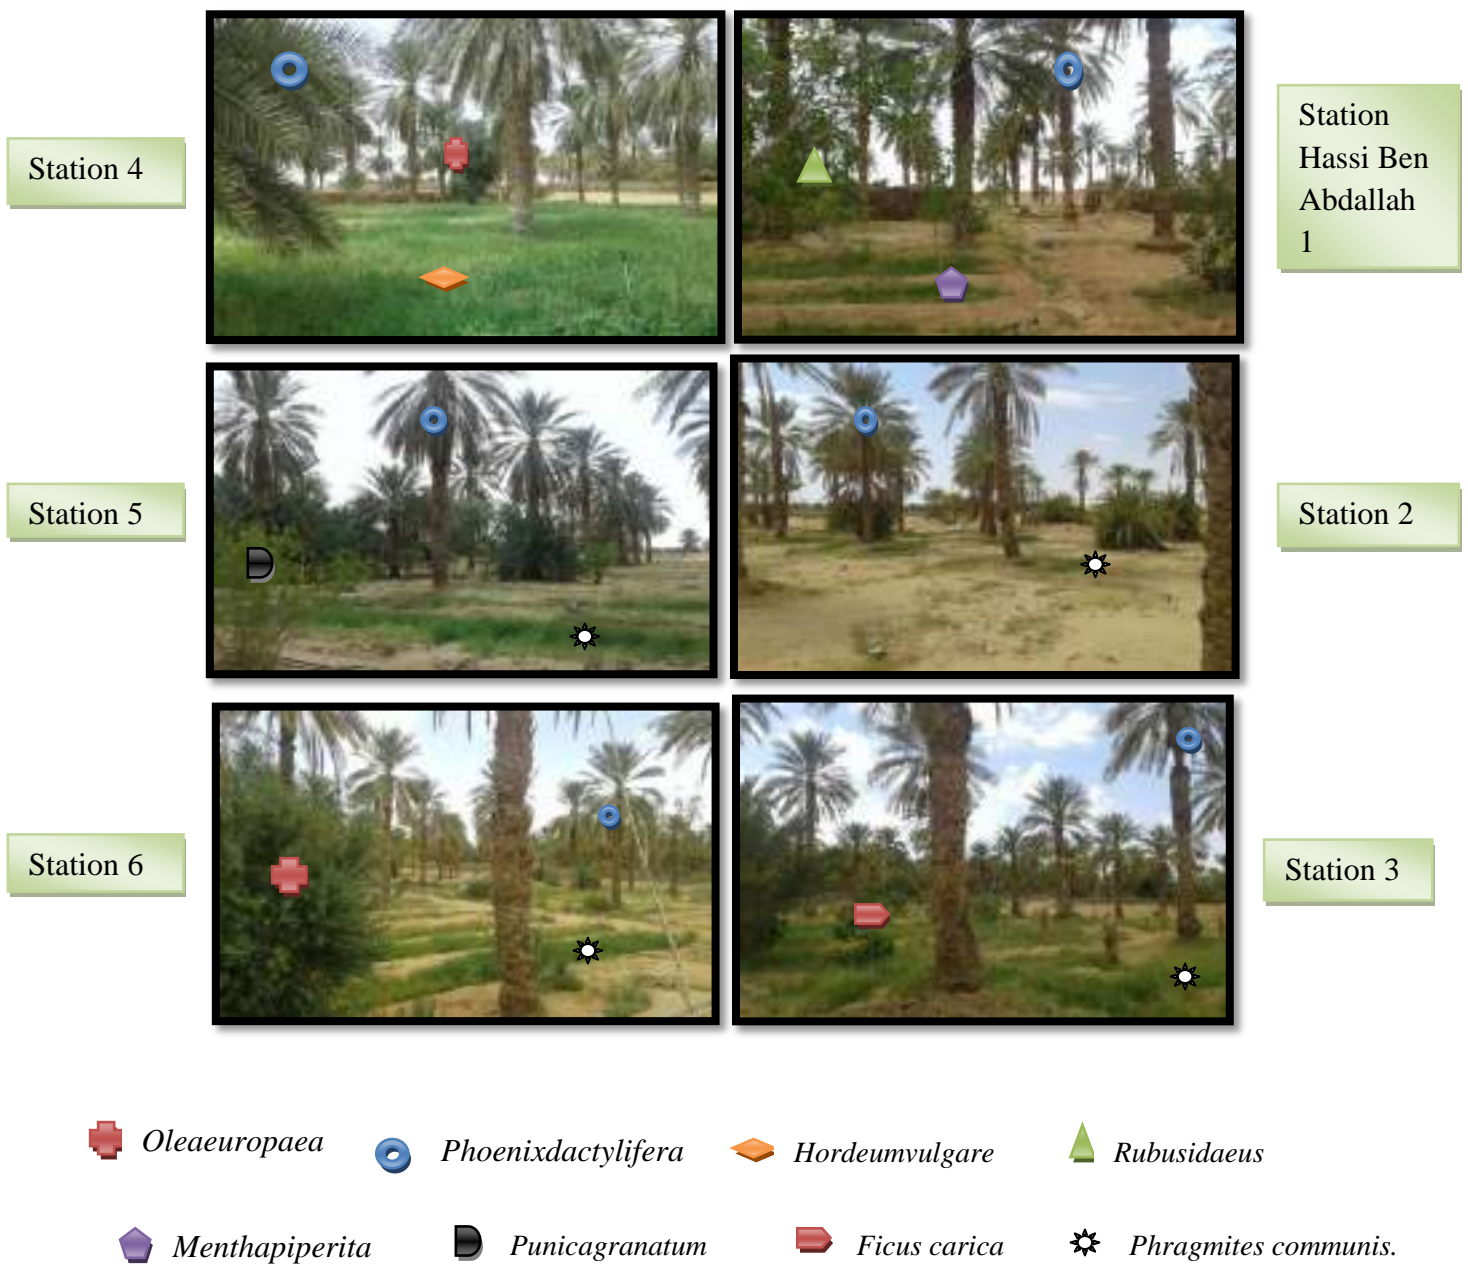 Station 4
Station
Hassi Ben
Abdallah
1
Station 5
Station 2
Station 6
Station 3
Oleaeuropaea
Phoenixdactylifera
Hordeumvulgare
Rubusidaeus
Menthapiperita
Punicagranatum
Ficus carica
Phragmites communis.